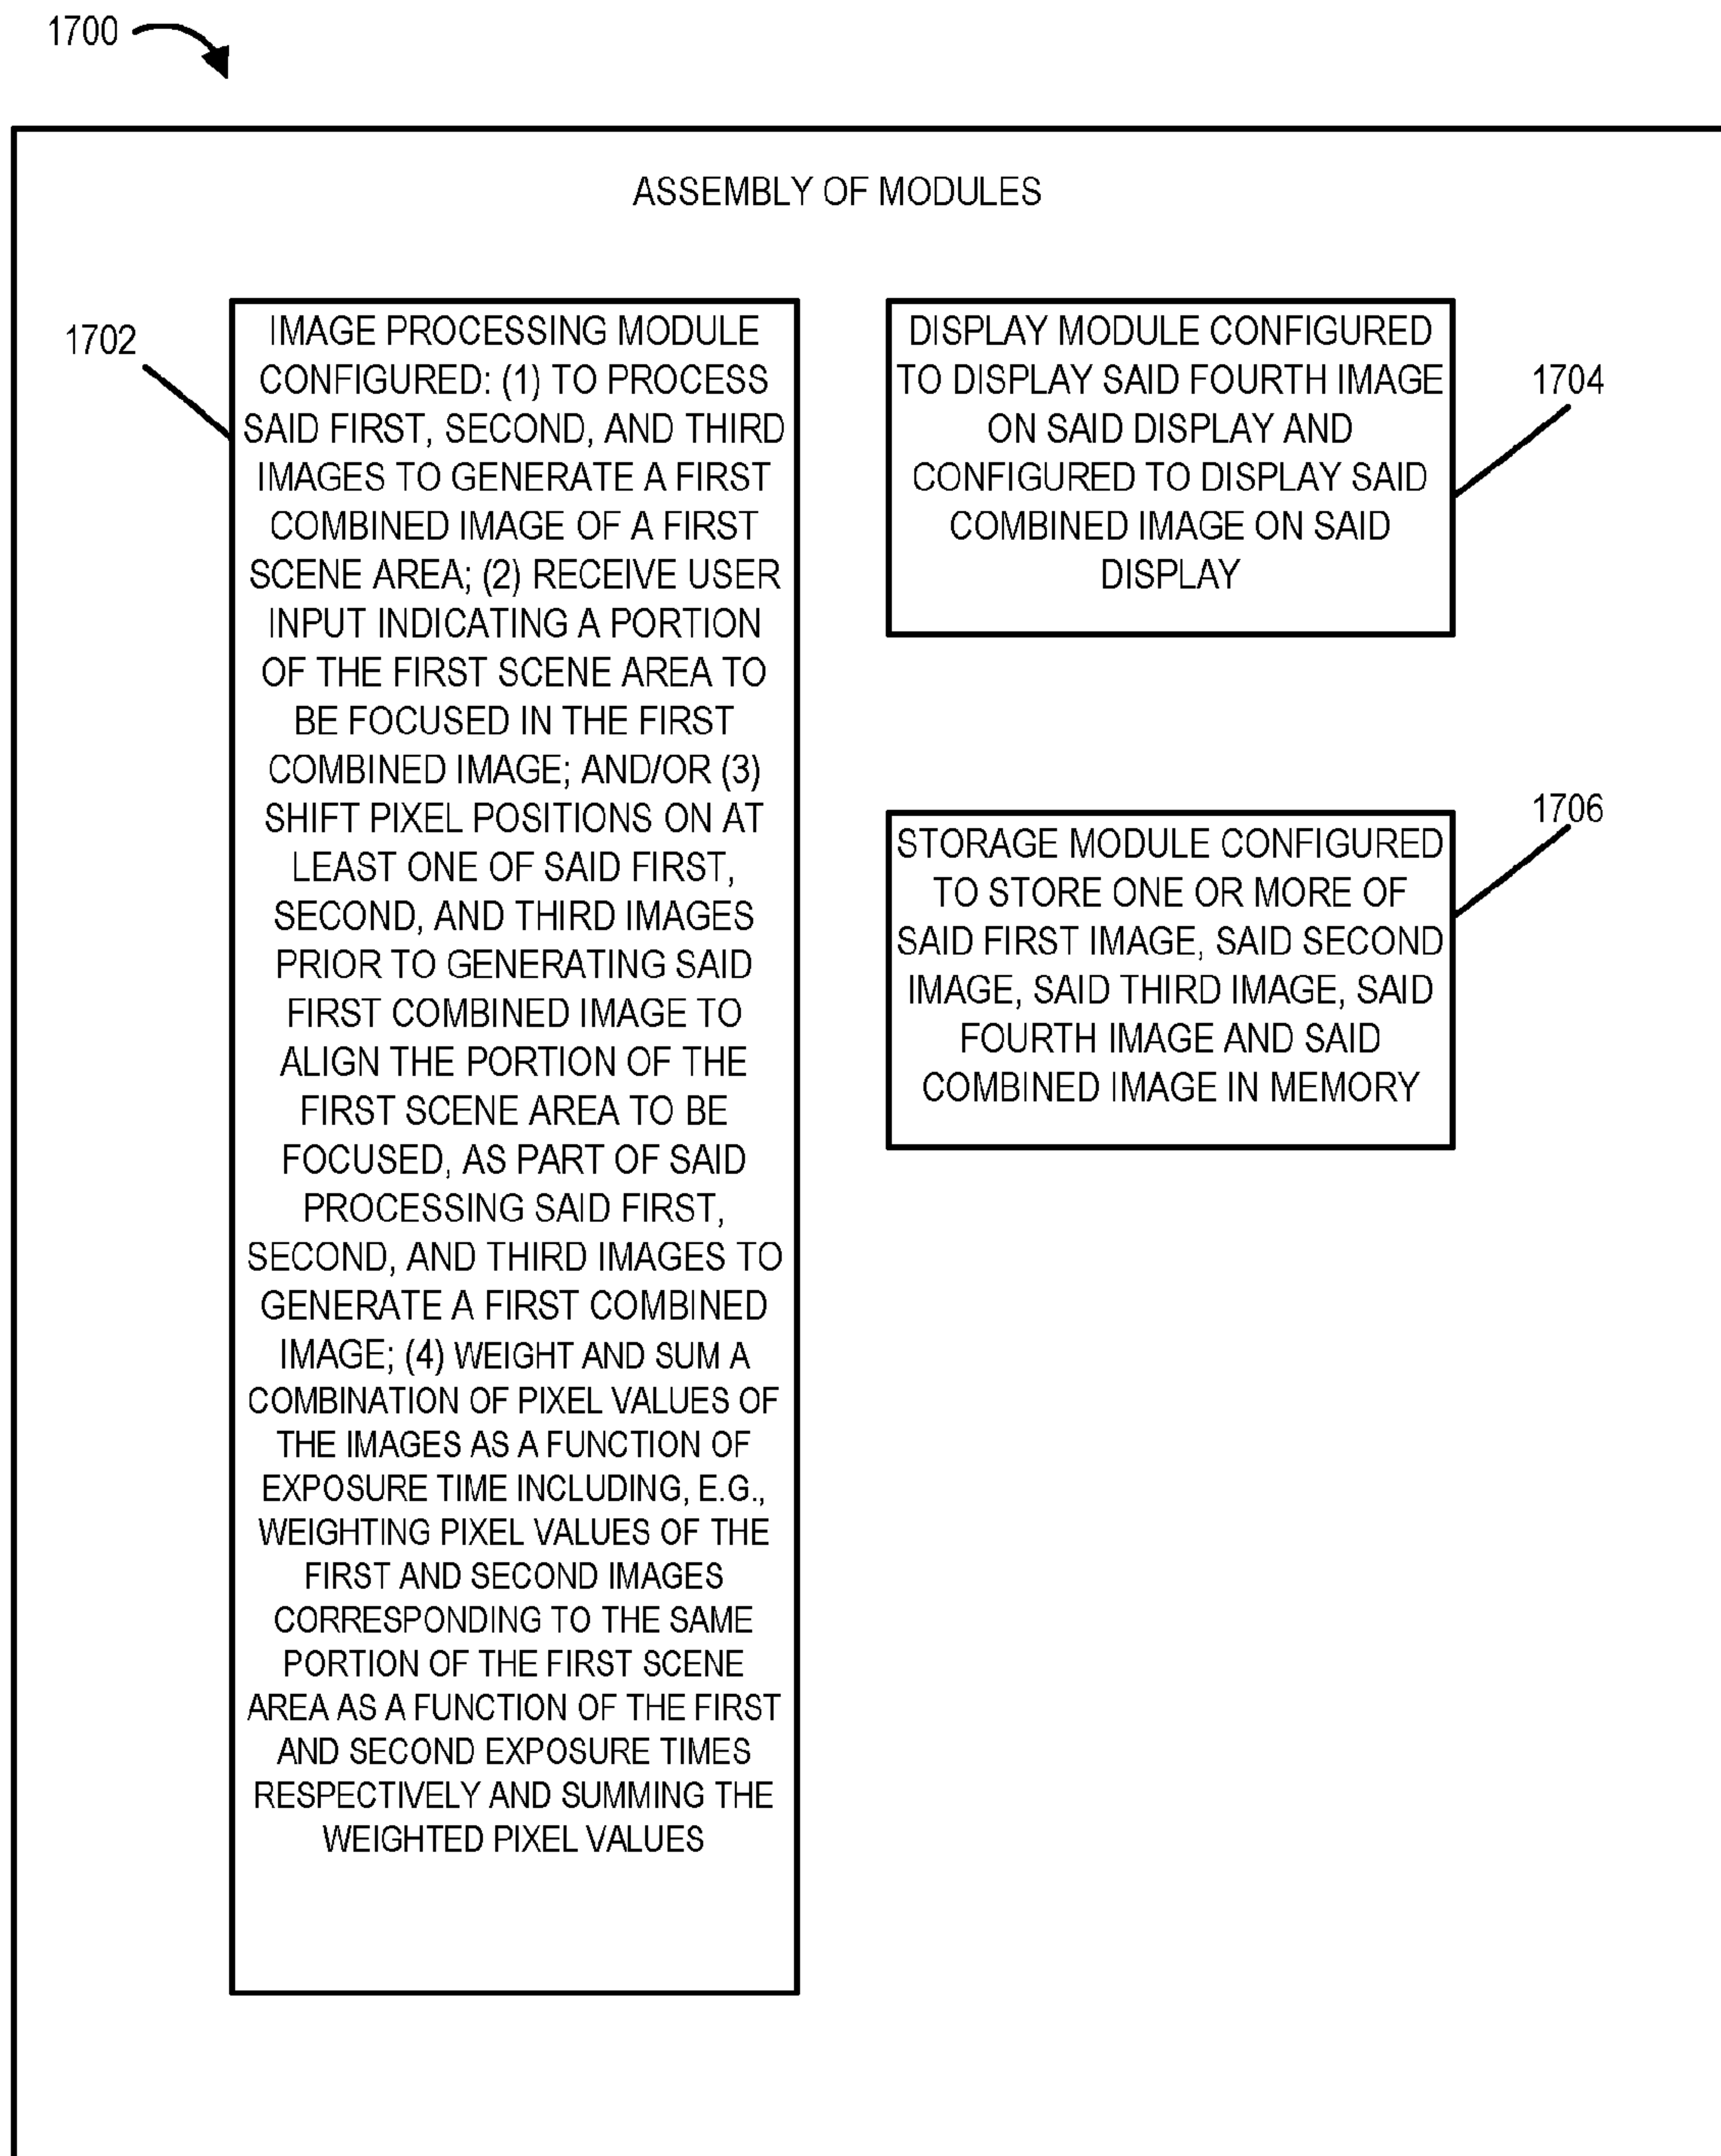 1700
ASSEMBLY OF MODULES
1702
IMAGE PROCESSING MODULE
CONFIGURED: (1) TO PROCESS
SAID FIRST, SECOND, AND THIRD
IMAGES TO GENERATE A FIRST
COMBINED IMAGE OF A FIRST
SCENE AREA; (2) RECEIVE USER
INPUT INDICATING A PORTION
OF THE FIRST SCENE AREA TO
BE FOCUSED IN THE FIRST
COMBINED IMAGE; AND/OR (3)
SHIFT PIXEL POSITIONS ON AT
LEAST ONE OF SAID FIRST,
SECOND, AND THIRD IMAGES
PRIOR TO GENERATING SAID
FIRST COMBINED IMAGE TO
ALIGN THE PORTION OF THE
FIRST SCENE AREA TO BE
FOCUSED, AS PART OF SAID
PROCESSING SAID FIRST,
SECOND, AND THIRD IMAGES TO
GENERATE A FIRST COMBINED
IMAGE; (4) WEIGHT AND SUM A
COMBINATION OF PIXEL VALUES OF
THE IMAGES AS A FUNCTION OF
EXPOSURE TIME INCLUDING, E.G.,
WEIGHTING PIXEL VALUES OF THE
FIRST AND SECOND IMAGES
CORRESPONDING TO THE SAME
PORTION OF THE FIRST SCENE
AREA AS A FUNCTION OF THE FIRST
AND SECOND EXPOSURE TIMES
RESPECTIVELY AND SUMMING THE
WEIGHTED PIXEL VALUES
DISPLAY MODULE CONFIGURED
TO DISPLAY SAID FOURTH IMAGE
ON SAID DISPLAY AND
CONFIGURED TO DISPLAY SAID
COMBINED IMAGE ON SAID
DISPLAY
1704
STORAGE MODULE CONFIGURED
TO STORE ONE OR MORE OF
SAID FIRST IMAGE, SAID SECOND
IMAGE, SAID THIRD IMAGE, SAID
FOURTH IMAGE AND SAID
COMBINED IMAGE IN MEMORY
1706